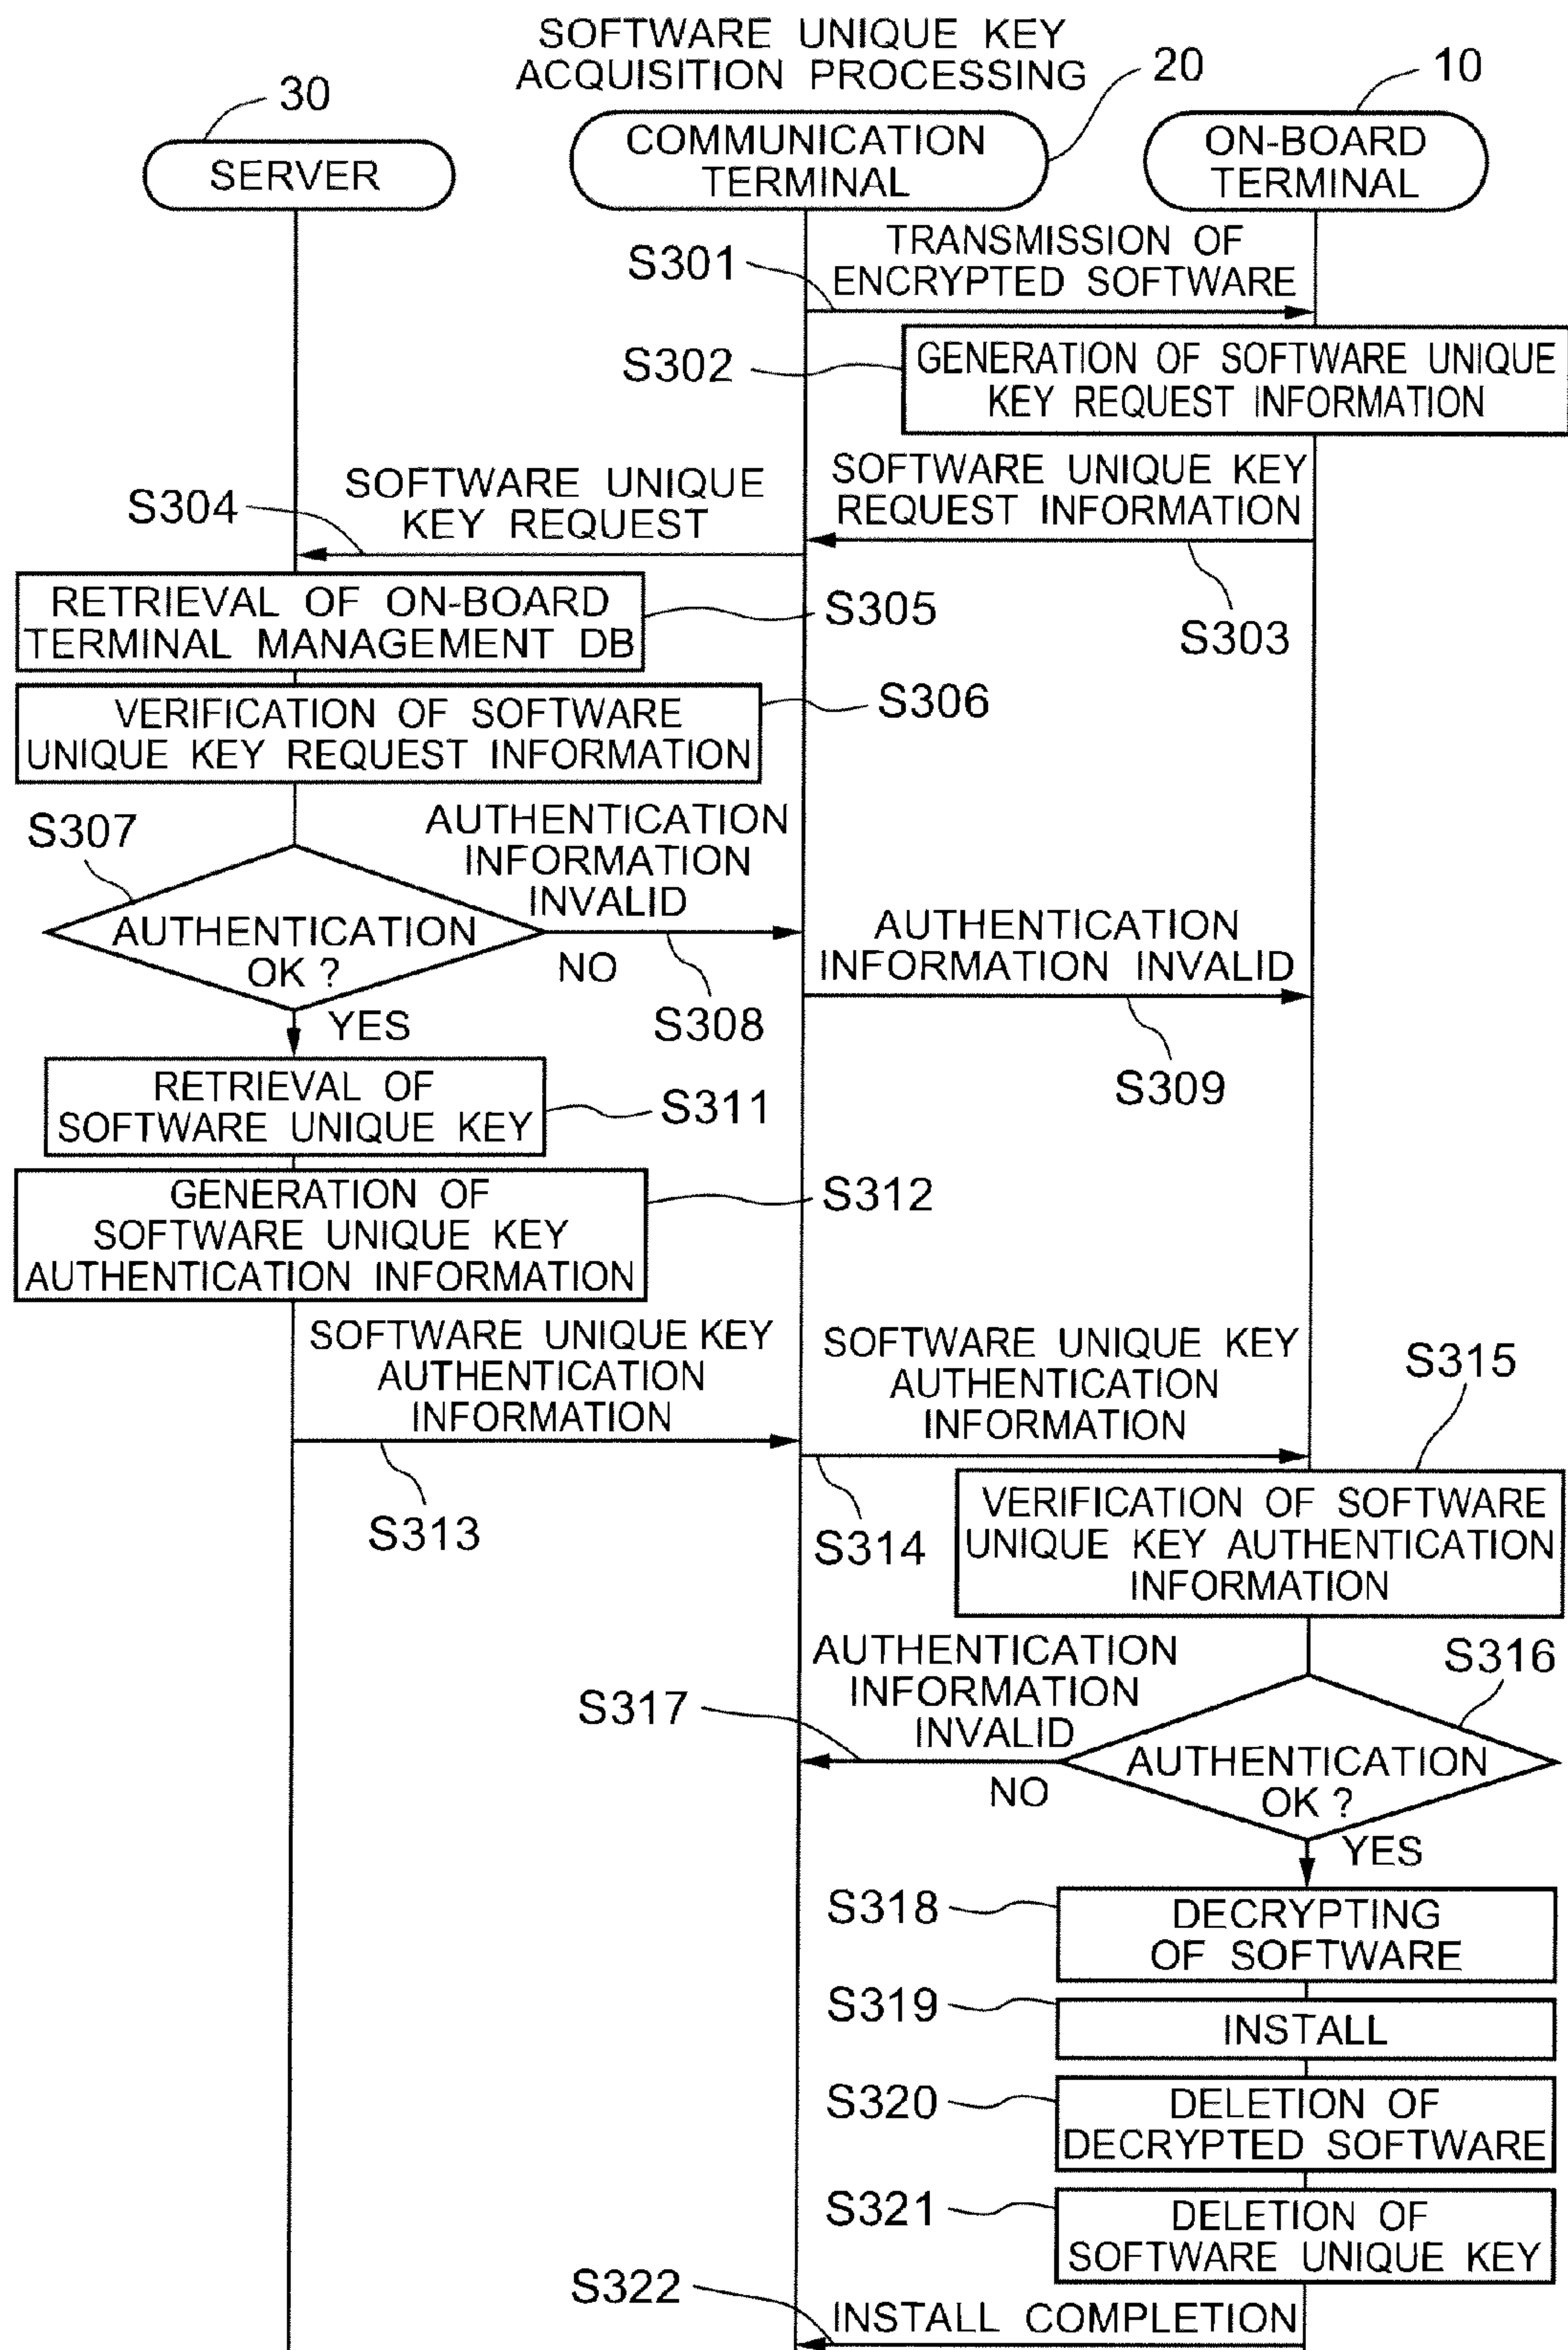 SOFTWARE UNIQUE KEY
ACQUISITION PROCESSING
30
20
10
SERVER
COMMUNICATION
TERMINAL
ON-BOARD
TERMINAL
S301
TRANSMISSION OF
ENCRYPTED SOFTWARE
S302
GENERATION OF SOFTWARE UNIQUE
KEY REQUEST INFORMATION
SOFTWARE UNIQUE KEY
REQUEST INFORMATION
S303
S304
SOFTWARE UNIQUE
KEY REQUEST
RETRIEVAL OF ON-BOARD
TERMINAL MANAGEMENT DB
S305
VERIFICATION OF SOFTWARE
UNIQUE KEY REQUEST INFORMATION
S306
S307
AUTHENTICATION
OK ?
AUTHENTICATION
INFORMATION
INVALID
NO
S308
AUTHENTICATION
INFORMATION INVALID
S309
YES
RETRIEVAL OF
SOFTWARE UNIQUE KEY
S311
GENERATION OF
SOFTWARE UNIQUE KEY
AUTHENTICATION INFORMATION
S312
SOFTWARE UNIQUE KEY
AUTHENTICATION
INFORMATION
S313
SOFTWARE UNIQUE KEY
AUTHENTICATION
INFORMATION
S314
S315
VERIFICATION OF SOFTWARE
UNIQUE KEY AUTHENTICATION
INFORMATION
S316
AUTHENTICATION
OK ?
AUTHENTICATION
INFORMATION
INVALID
S317
NO
YES
S318
DECRYPTING
OF SOFTWARE
S319
INSTALL
S320
DELETION OF
DECRYPTED SOFTWARE
S321
DELETION OF
SOFTWARE UNIQUE KEY
S322
INSTALL COMPLETION